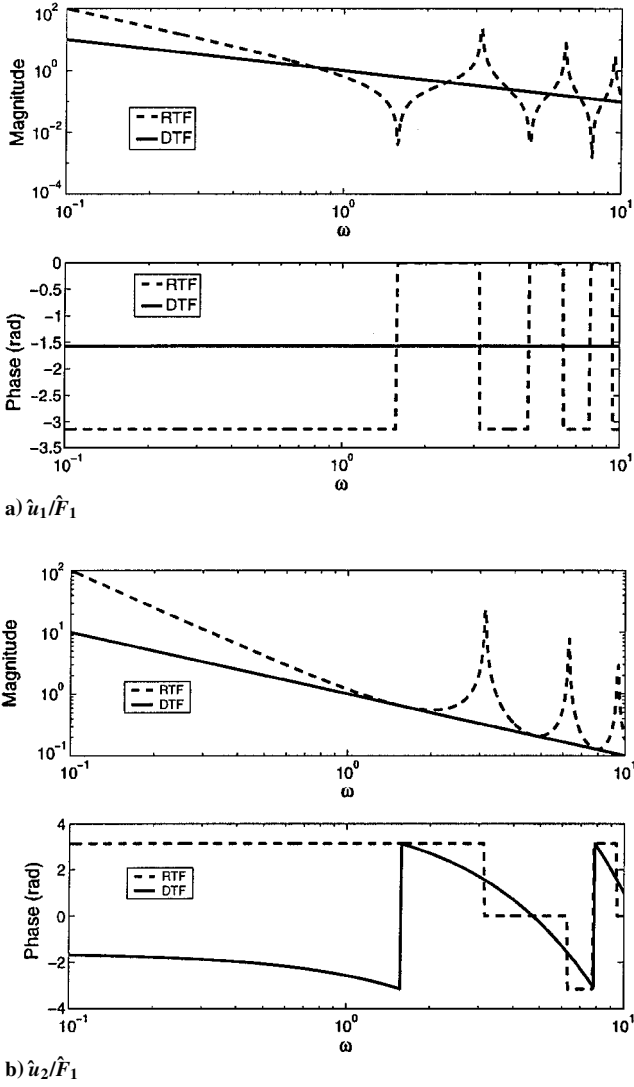 10^2
10^0
10^-2
10^-4
Magnitude
RTF
DTF
10^-1 10^0 10^1
ω
0
-0.5
-1
-1.5
-2
-2.5
-3
-3.5
Phase (rad)
RTF
DTF
10^-1 10^0 10^1
ω
a) û₁/F̂₁
10^2
10^1
10^0
10^-1
Magnitude
RTF
DTF
10^-1 10^0 10^1
ω
4
2
0
-2
-4
Phase (rad)
RTF
DTF
10^-1 10^0 10^1
ω
b) û₂/F̂₁